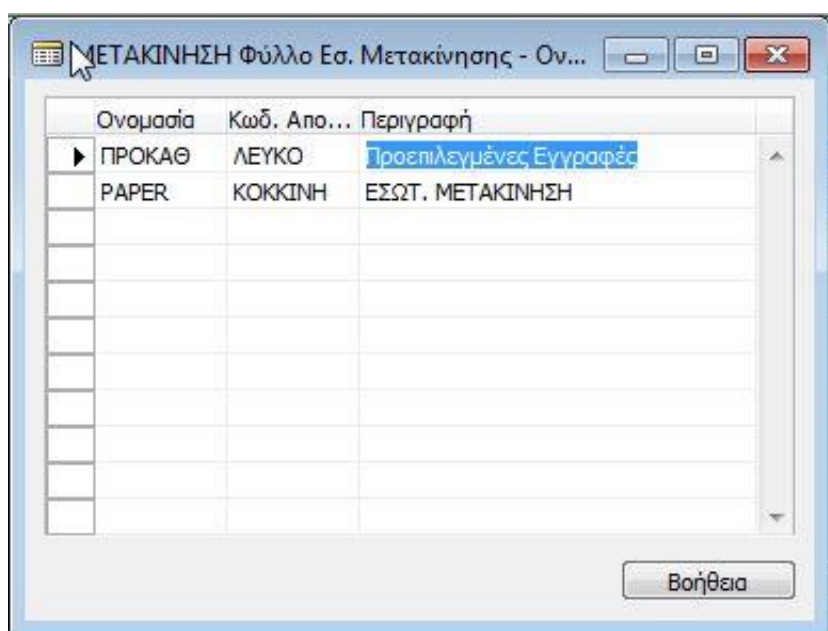 ΜΕΤΑΚΙΝΗΣΗ Φύλλο Εσ. Μετακίνησης - Ον...
Ονομασία Κωδ. Απο... Περιγραφή
ΠΡΟΚΑΘ ΛΕΥΚΟ Προεπιλεγμένες Εγγραφές
PAPER ΚΟΚΚΙΝΗ ΕΣΩΤ. ΜΕΤΑΚΙΝΗΣΗ
Βοήθεια